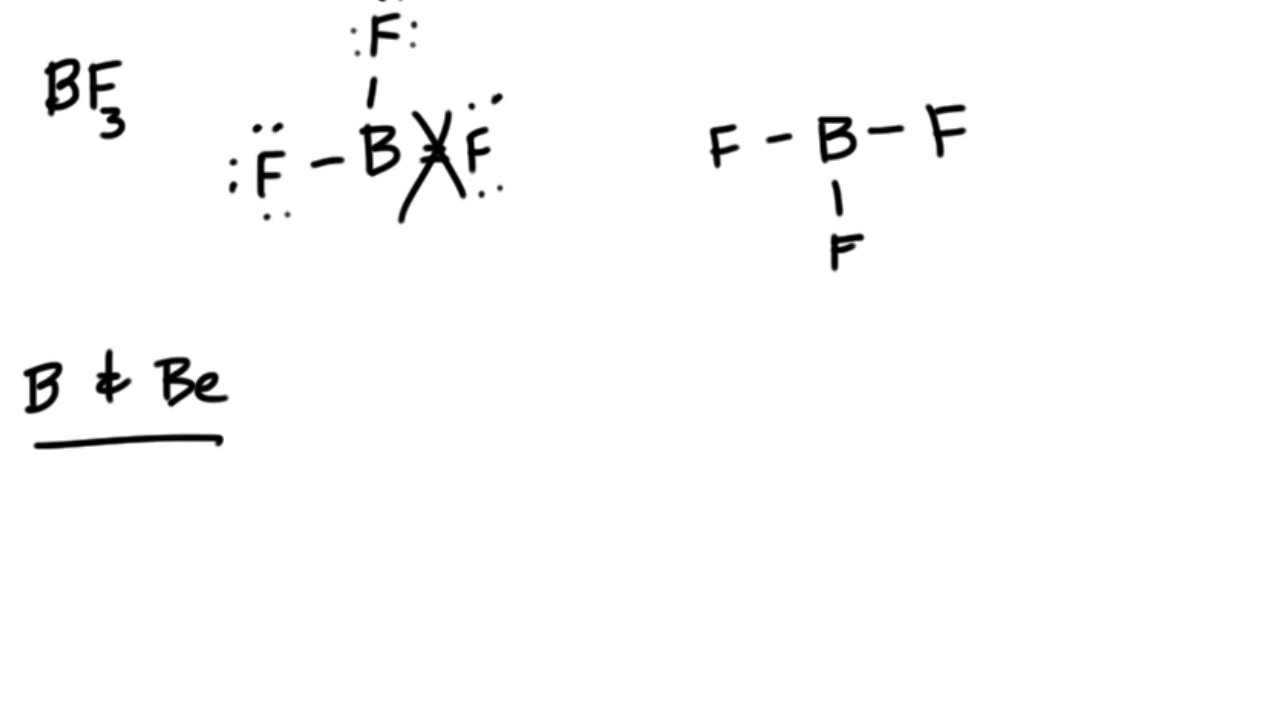 BF3
F
F - B = F
F - B - F
F
B & Be